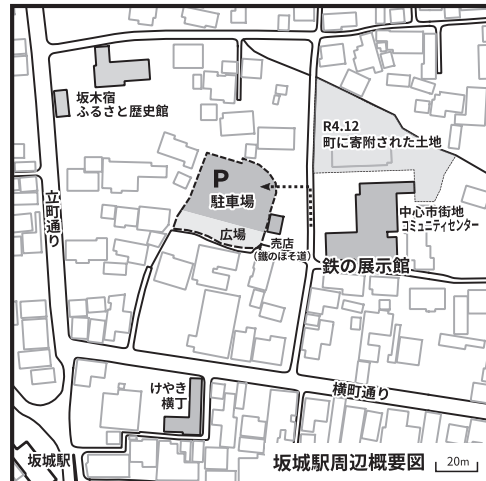 坂木宿
ふるさと歴史館
R4.12
町に寄附された土地
P
駐車場
立町通り
広場
売店
(鐵のほそ道)
中心市街地
コミュニティセンター
鉄の展示館
けやき
横丁
横町通り
坂城駅
坂城駅周辺概要図
20m